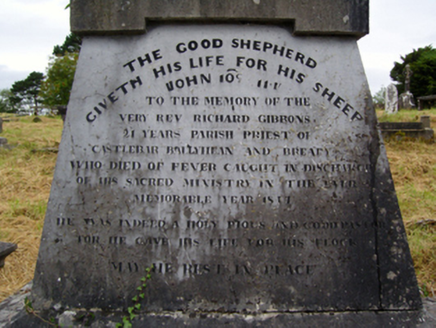 THE GOOD SHEPHERD
GIVETH HIS LIFE FOR HIS SHEEP
JOHN 10
TO THE MEMORY OF THE
VERY REV RICHARD GIBBONS
21 YEARS PARISH PRIEST OF
CASTLEBAR BALLYHEAN AND BREAFY
WHO DIED OF FEVER CAUGHT IN DISCHARGE
OF HIS SACRED MINISTRY IN THE
MEMORABLE YEAR
HE WAS INDEED A HOLY PIOUS AND
FOR HE GAVE HIS LIFE FOR HIS FLOCK
MAY HE REST IN PEACE